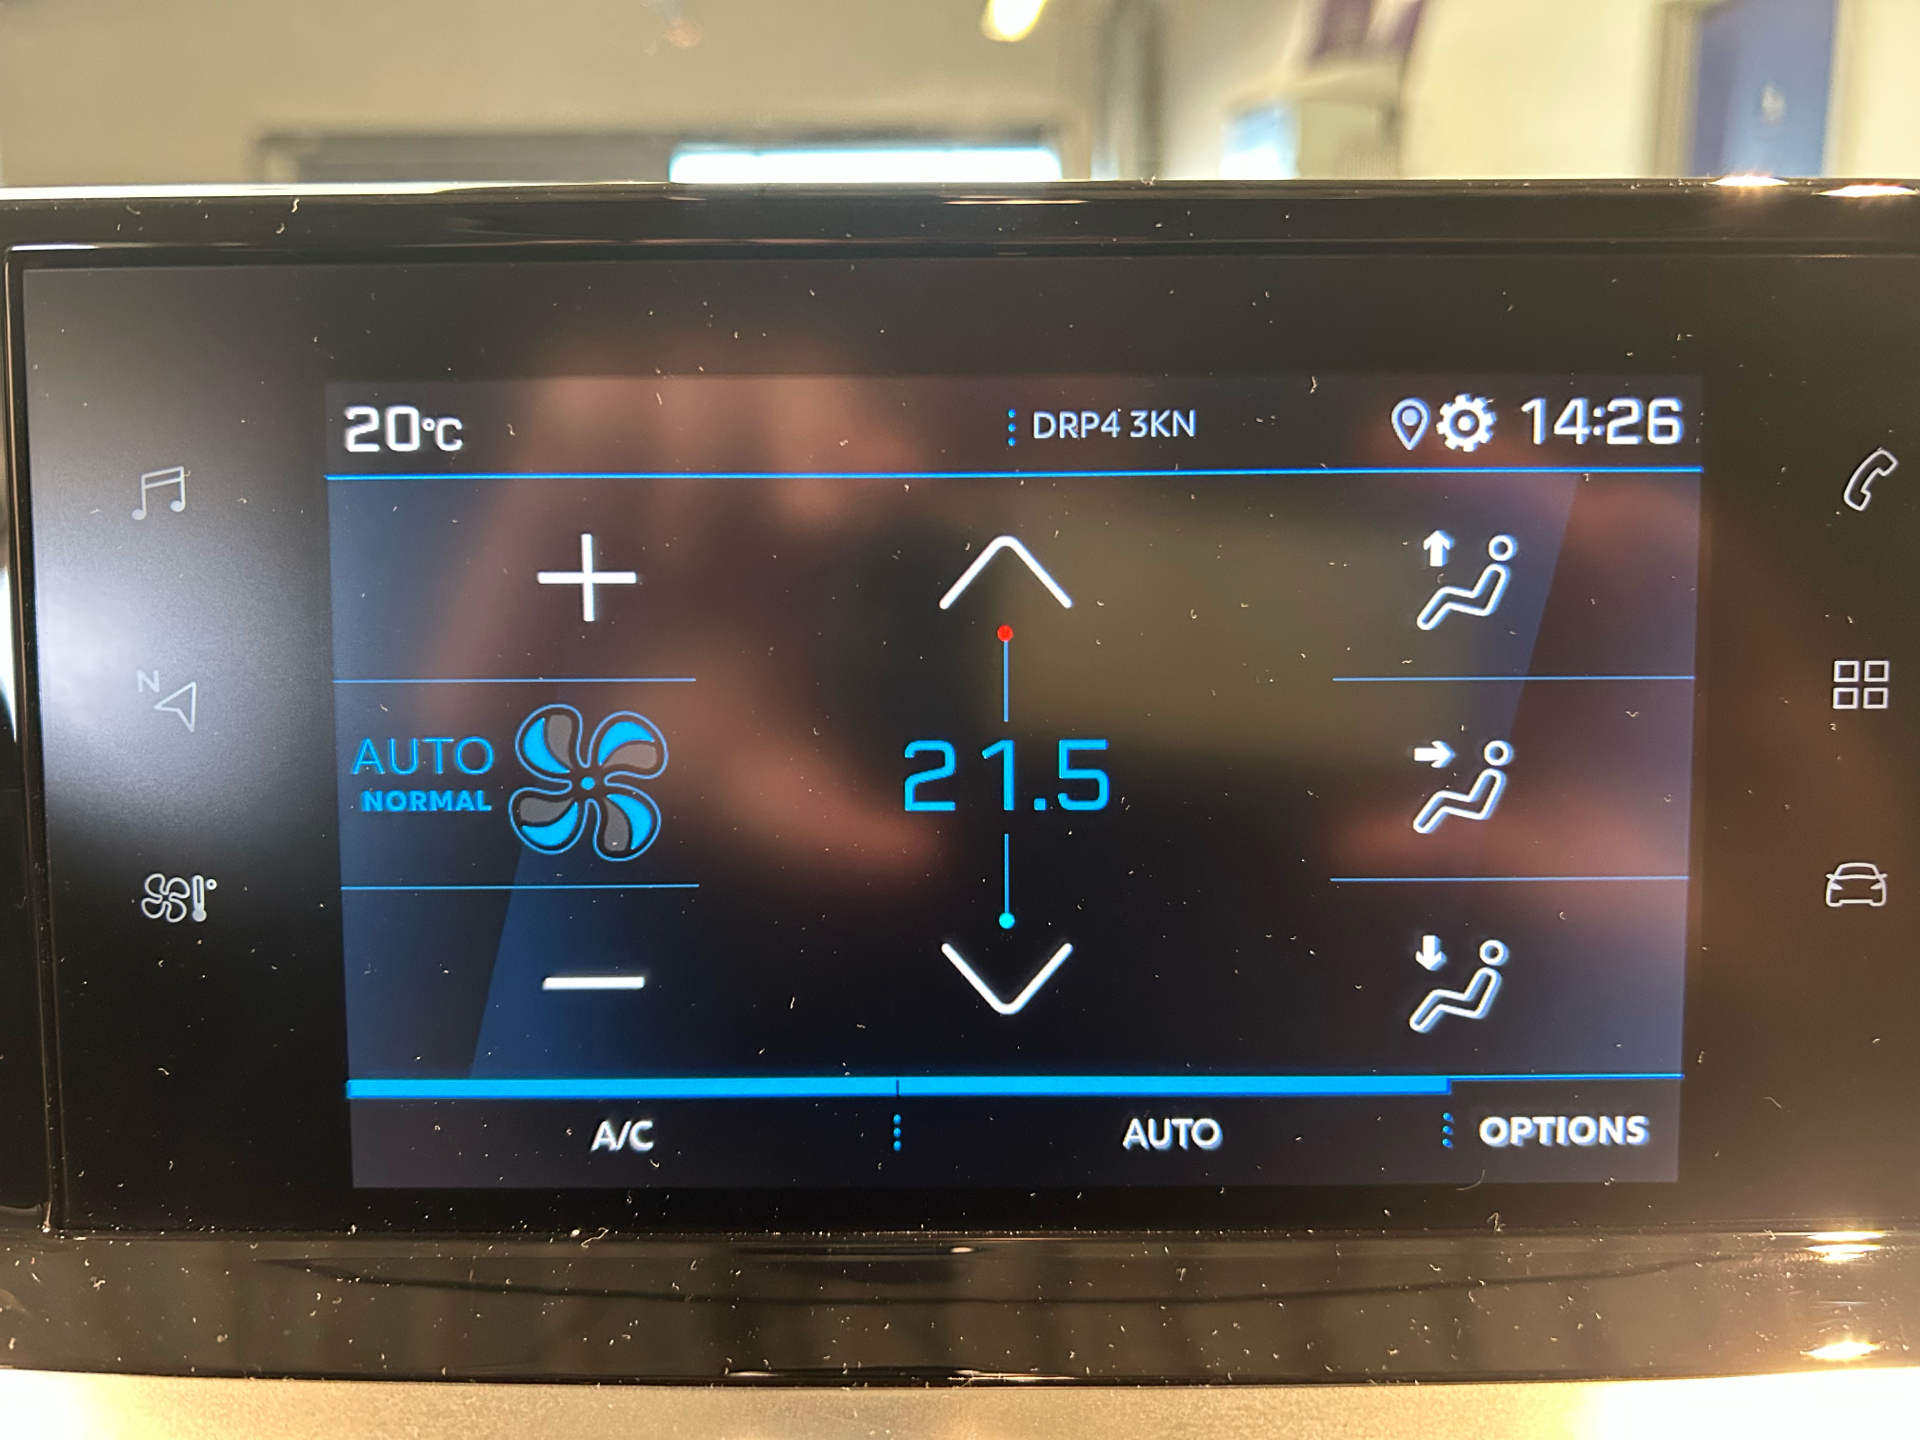 20°C
DRP4 3KN
14:26
N
AUTO
NORMAL
21.5
A/C
AUTO
OPTIONS